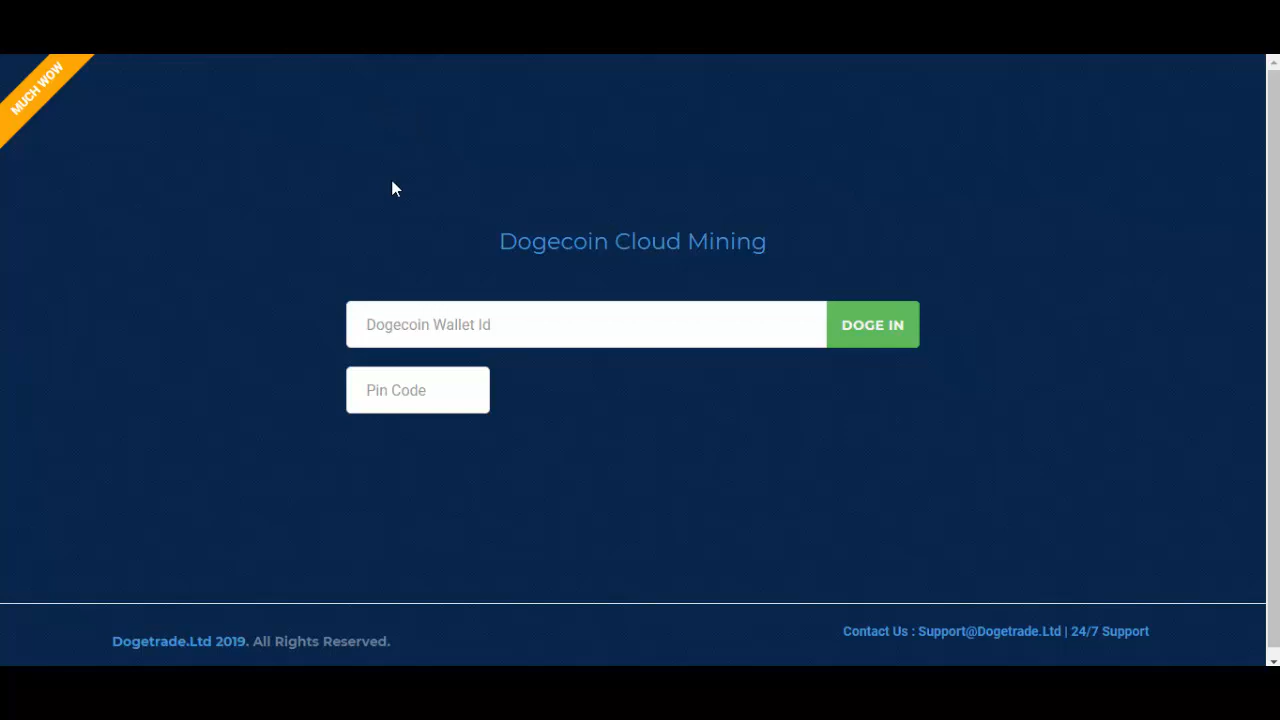 MUCH WOW
Dogecoin Cloud Mining
Dogecoin Wallet Id
DOGE IN
Pin Code
Dogetrade.Ltd 2019. All Rights Reserved.
Contact Us : Support@Dogetrade.Ltd | 24/7 Support